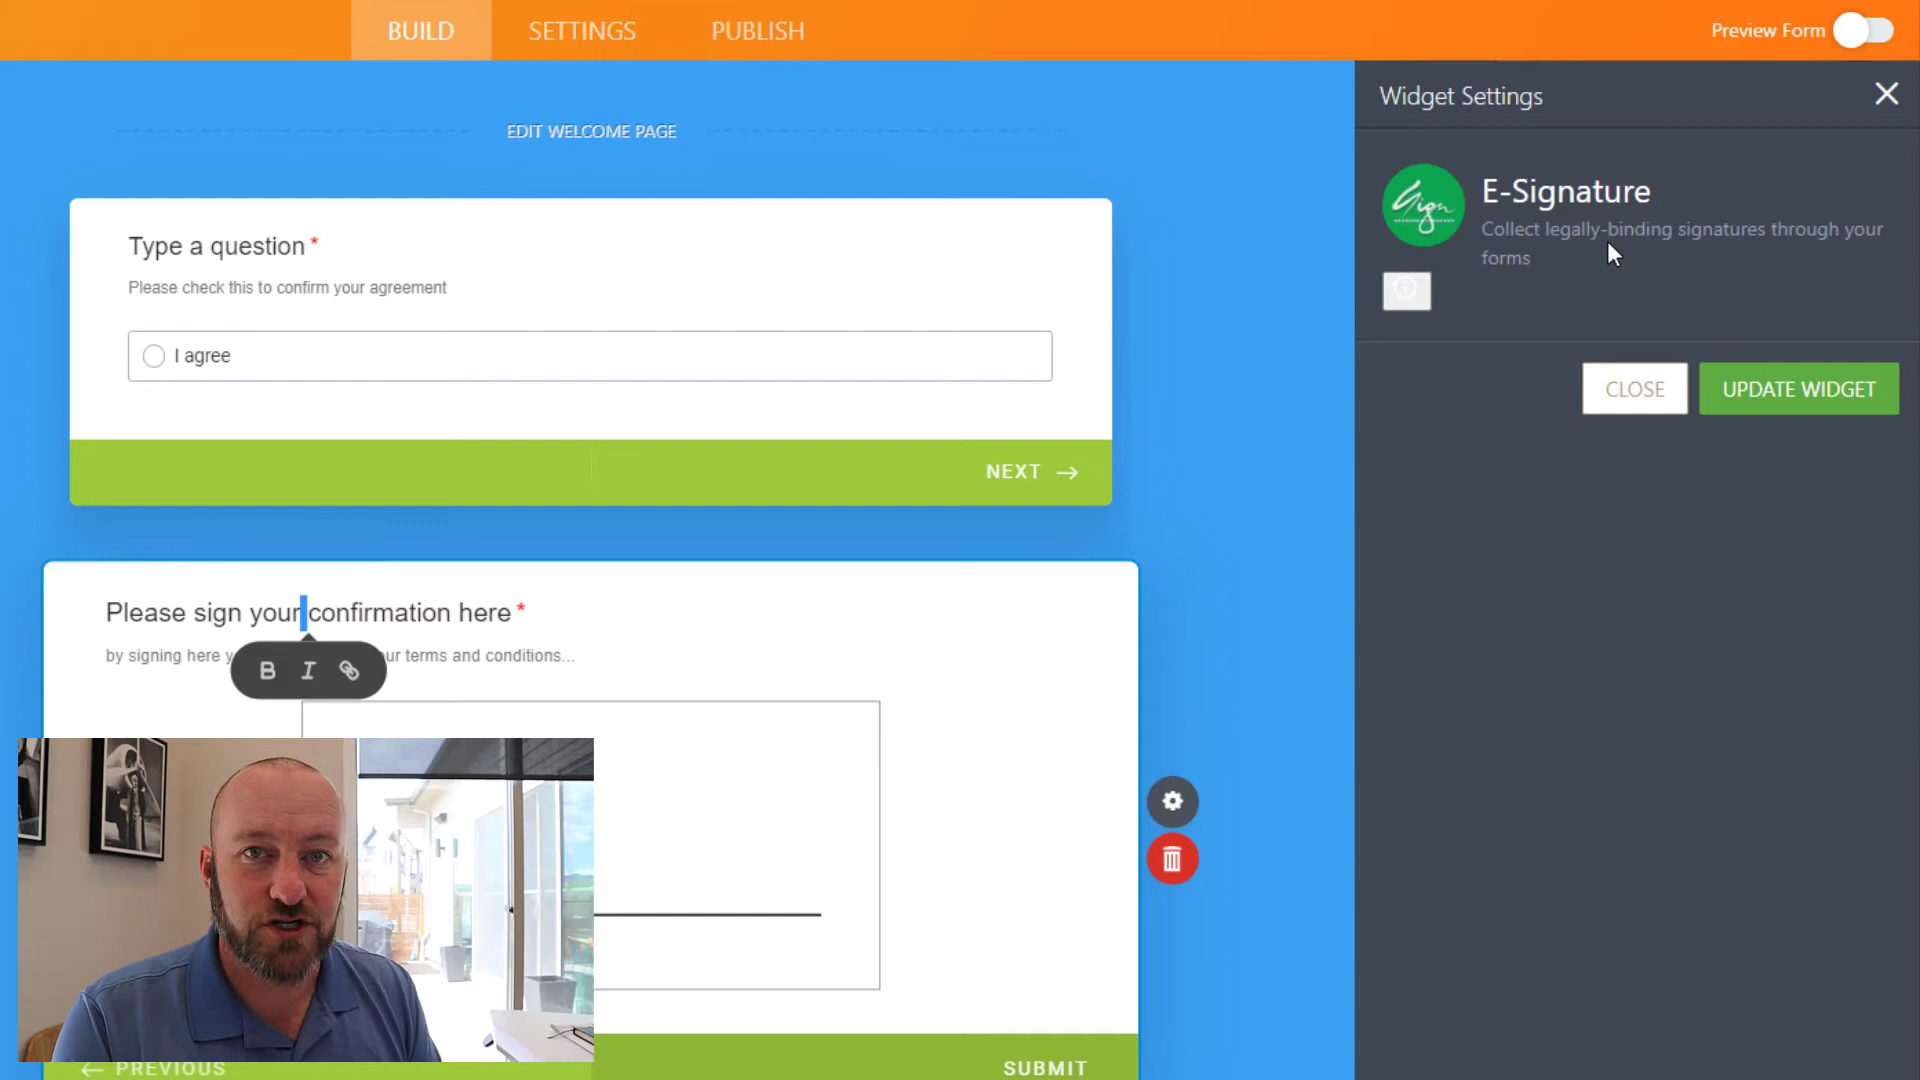 BUILD SETTINGS PUBLISH Preview Form
Widget Settings
EDIT WELCOME PAGE
Type a question *
Please check this to confirm your agreement
I agree
NEXT →
E-Signature
Collect legally-binding signatures through your
forms
CLOSE UPDATE WIDGET
Please sign your confirmation here *
by signing here y ur terms and conditions...
B I
← PREVIOUS SUBMIT
Sign